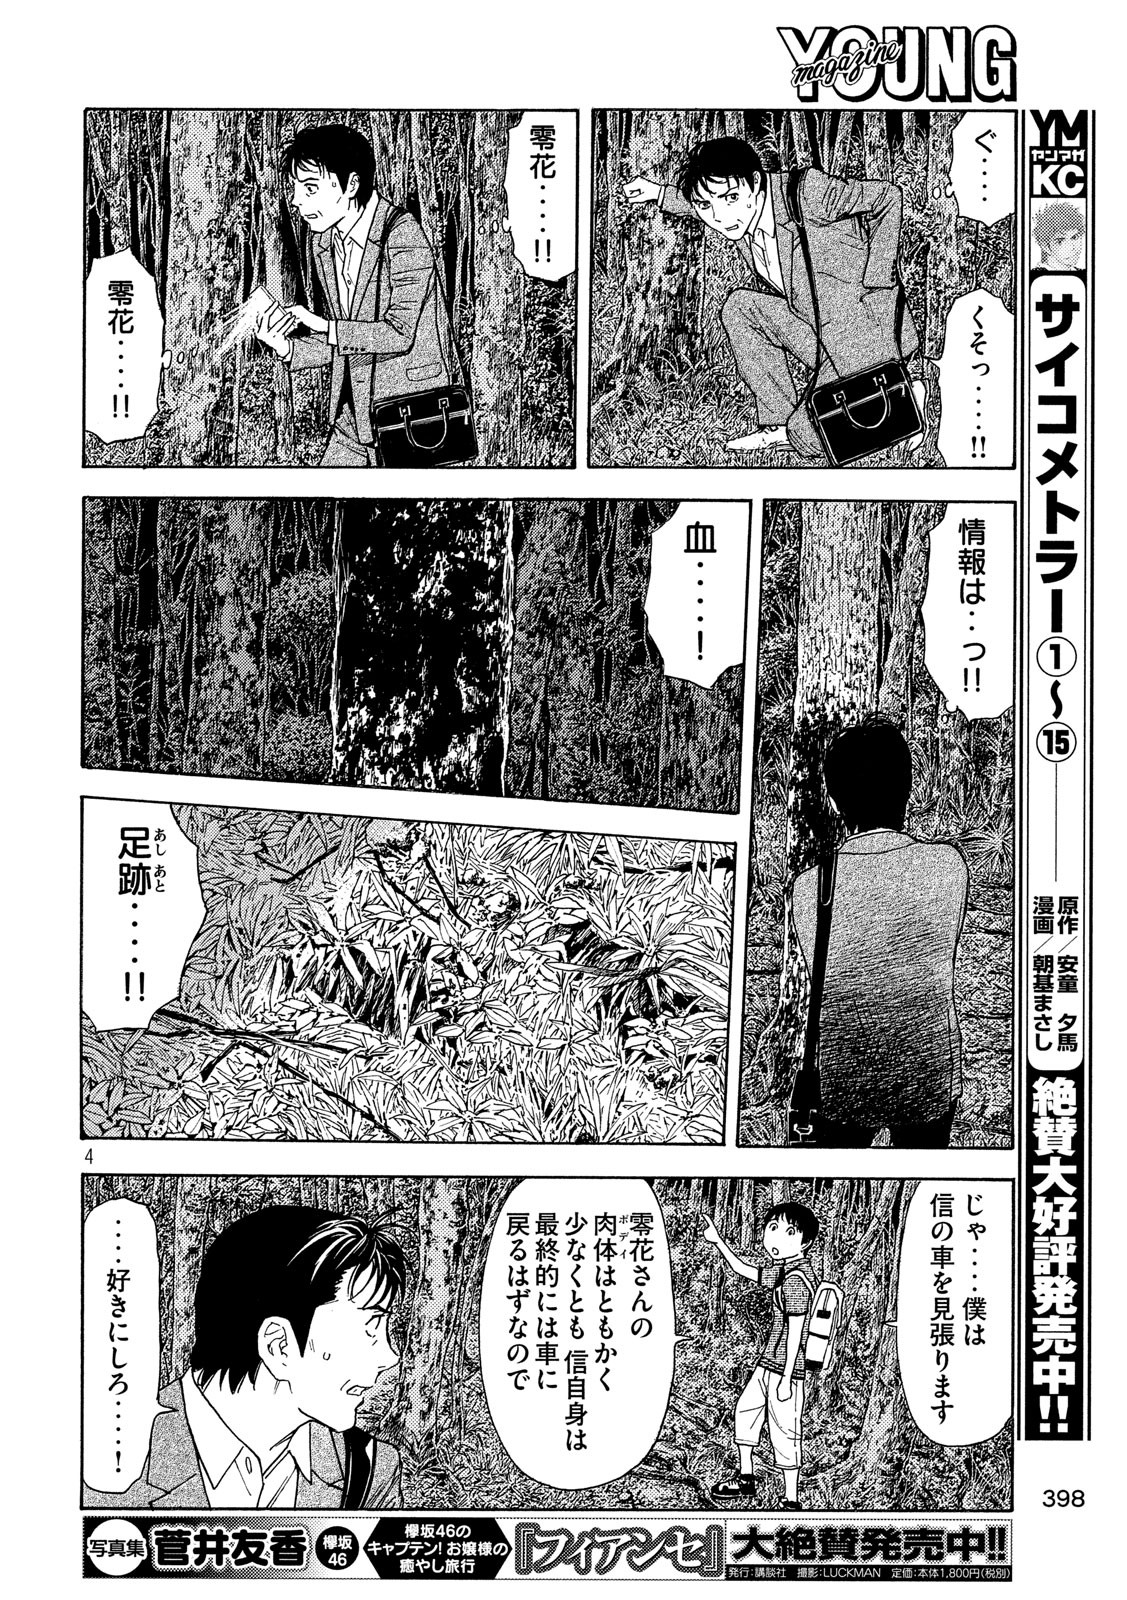 YOUNG
magazine
YM
ヤンマガ
KC
サイコメトラー①〜⑮
原作／安童　夕馬
漫画／朝基まさし
絶賛大好評発売中!!
ぐ‥‥
くそっ‥‥!!
零花‥‥!!
零花‥‥‥!!
情報は‥っ!!
血‥‥!
足跡‥‥‥!!
あしあと
4
じゃ‥‥僕は
信の車を見張ります
零花さんの
肉体はともかく
ボディ
少なくとも 信自身は
最終的には車に
戻るはずなので
‥‥好きにしろ‥‥!
398
写真集
菅井友香
欅坂
46
欅坂46の
キャプテン!お嬢様の
癒やし旅行
『フィアンセ』
大絶賛発売中!!
発行:講談社　撮影:LUCKMAN　定価:本体1,800円(税別)